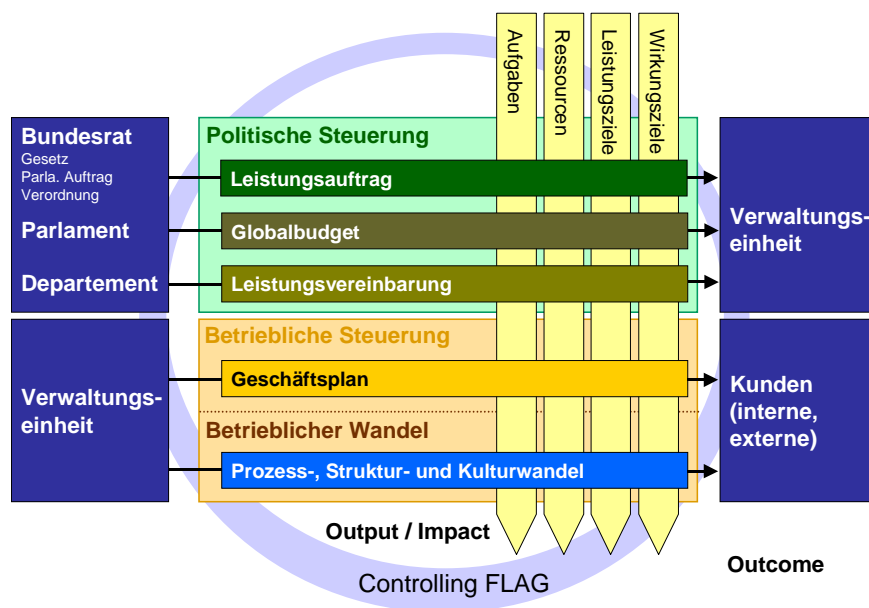 Aufgaben
Ressourcen
Leistungsziele
Wirkungsziele
Bundesrat
Gesetz
Parla. Auftrag
Verordnung
Parlament
Departement
Politische Steuerung
Leistungsauftrag
Globalbudget
Leistungsvereinbarung
Verwaltungs-
einheit
Verwaltungs-
einheit
Betriebliche Steuerung
Geschäftsplan
Betrieblicher Wandel
Prozess-, Struktur- und Kulturwandel
Kunden
(interne,
externe)
Output / Impact
Outcome
Controlling FLAG